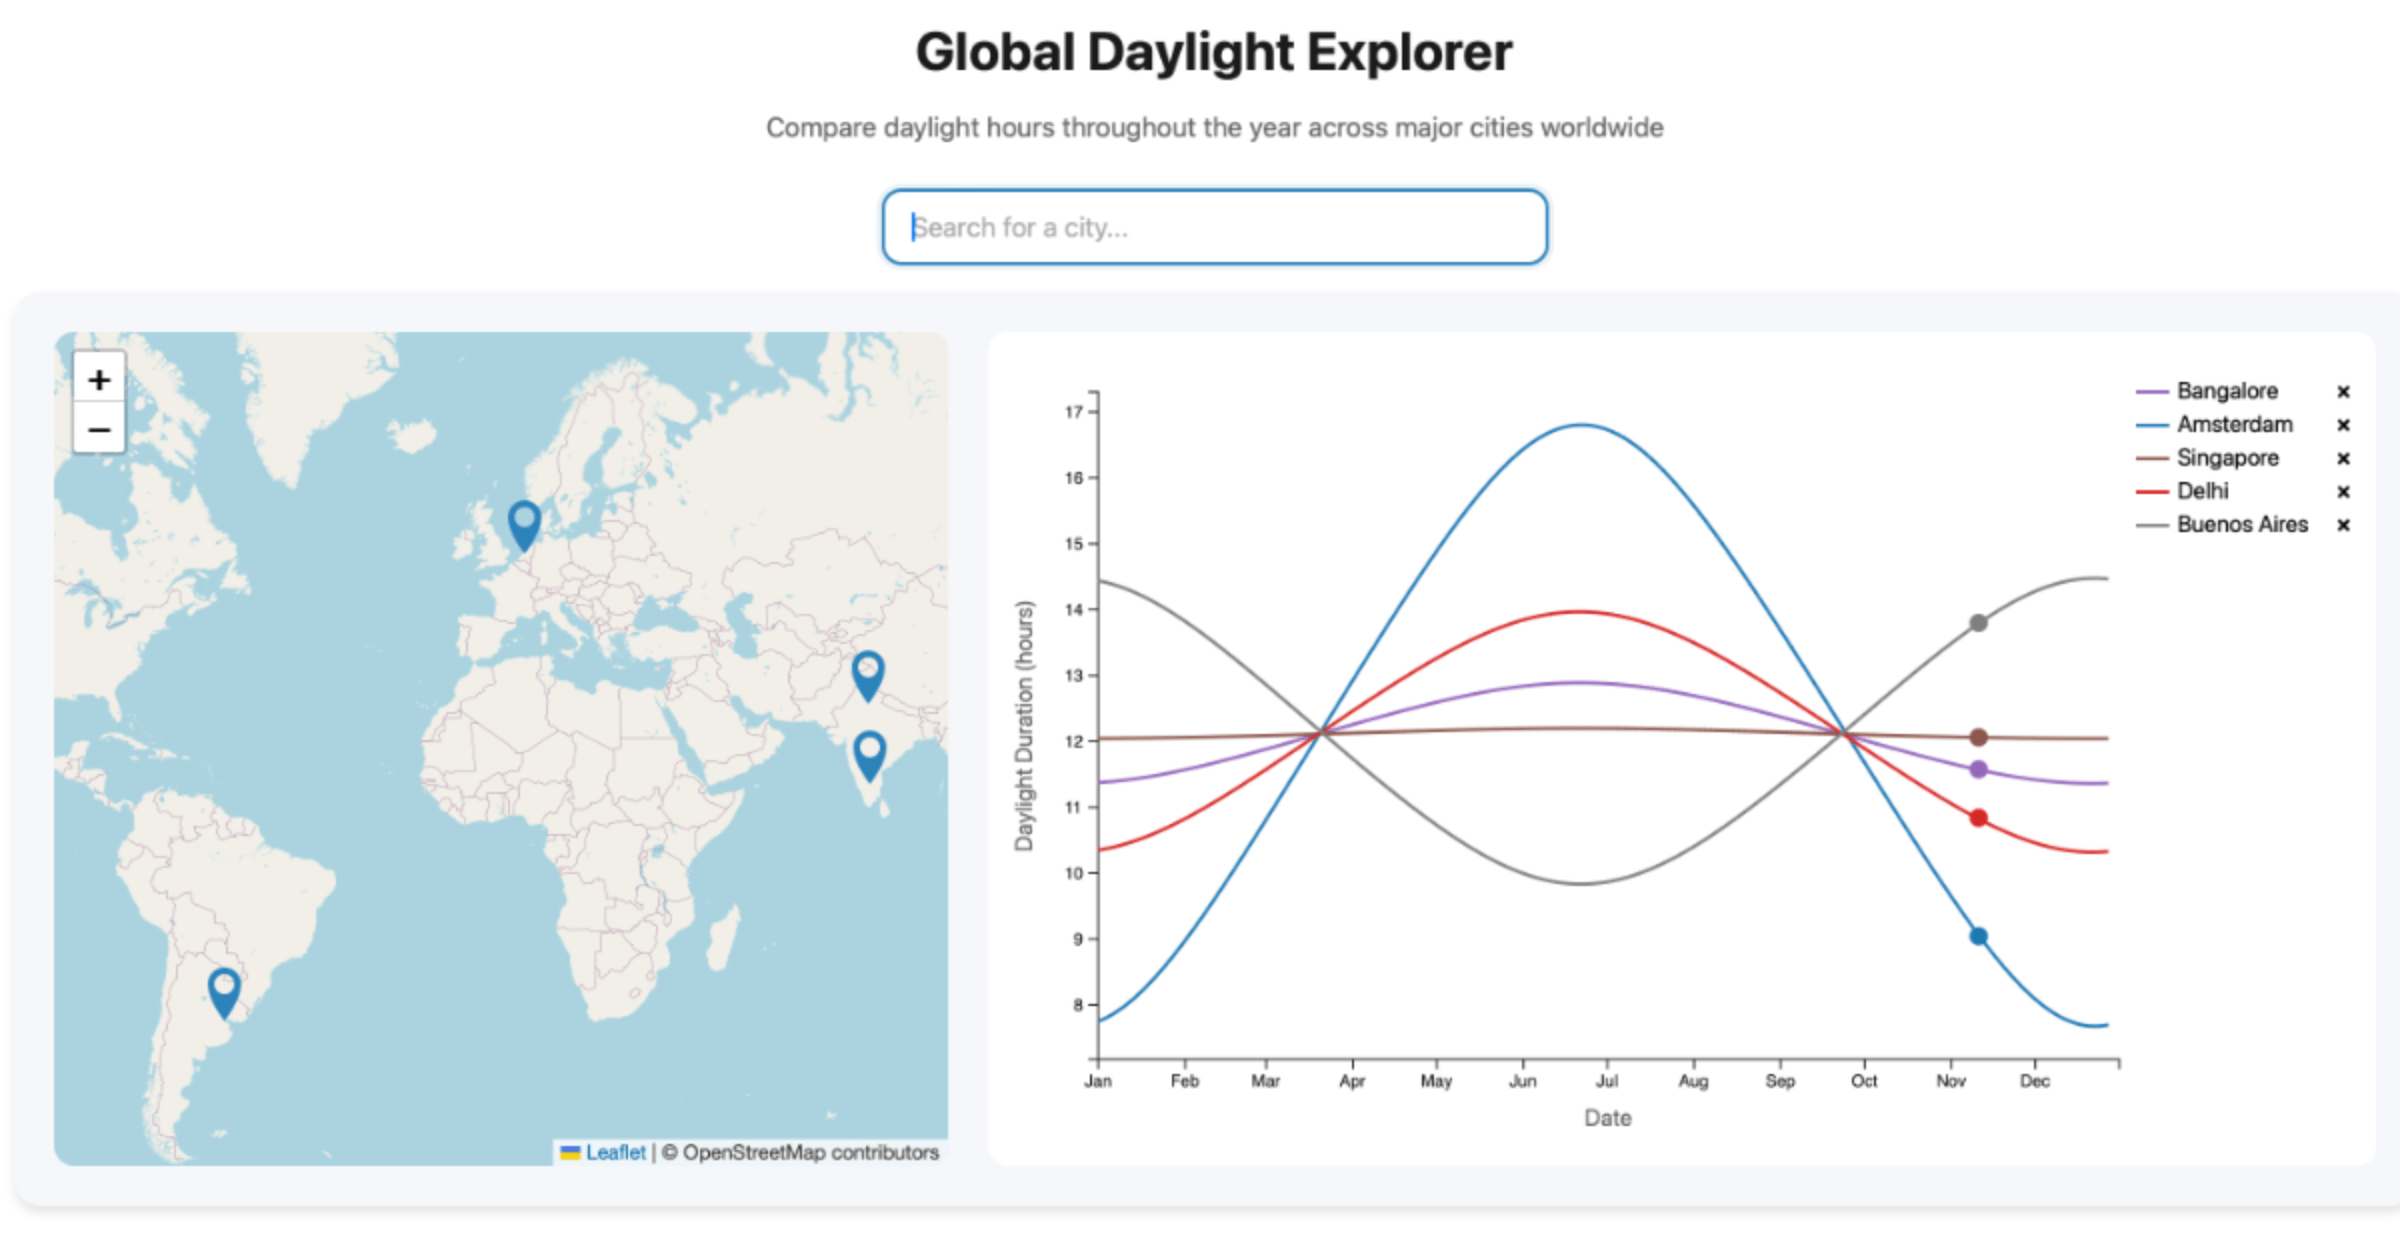 Global Daylight Explorer
Compare daylight hours throughout the year across major cities worldwide
Search for a city...
+
−
Leaflet | © OpenStreetMap contributors
Bangalore ×
Amsterdam ×
Singapore ×
Delhi ×
Buenos Aires ×
Daylight Duration (hours)
17
16
15
14
13
12
11
10
9
8
Jan Feb Mar Apr May Jun Jul Aug Sep Oct Nov Dec
Date